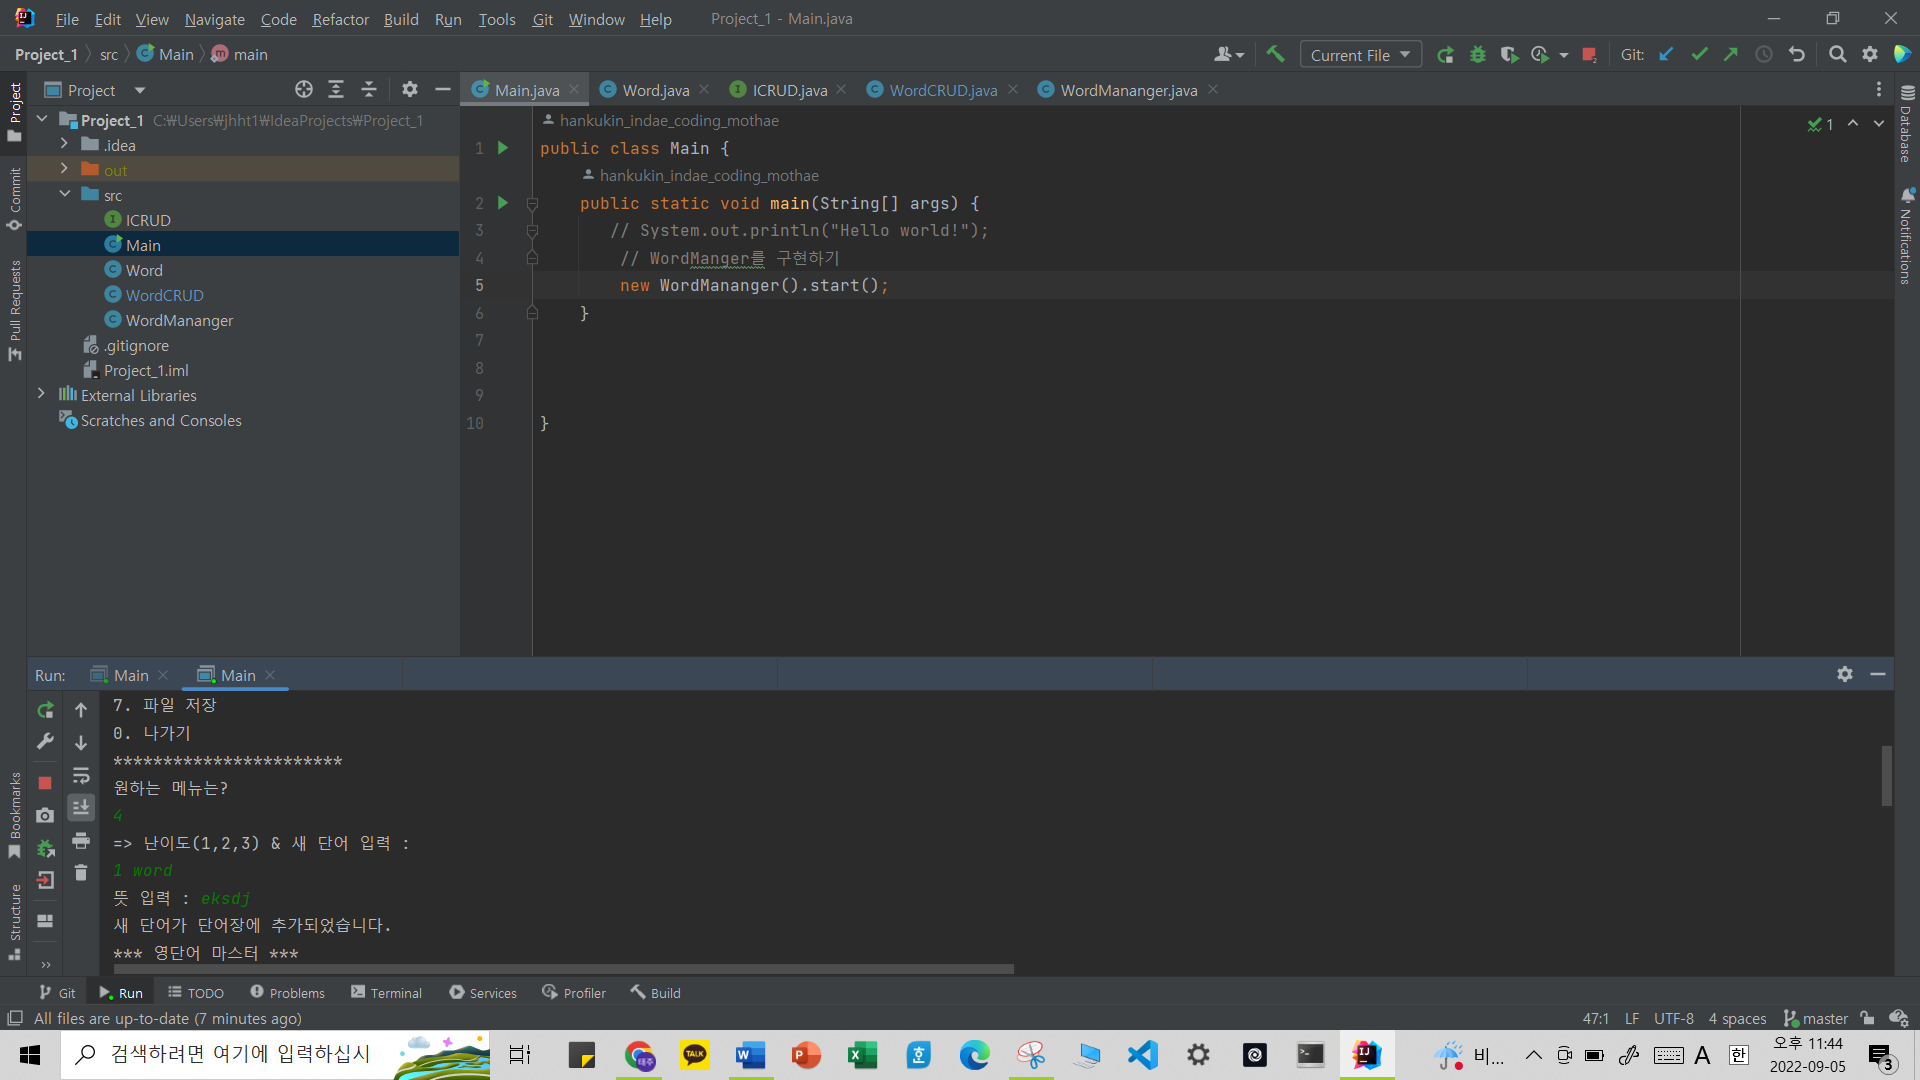 File Edit View Navigate Code Refactor Build Run Tools Git Window Help Project_1 - Main.java
Project_1 src Main main Current File Git:
Project
Main.java Word.java ICRUD.java WordCRUD.java WordMananger.java
Project_1 C:₩Users₩jhht1₩IdeaProjects₩Project_1
.idea
out
src
ICRUD
Main
Word
WordCRUD
WordMananger
.gitignore
Project_1.iml
External Libraries
Scratches and Consoles
hankukin_indae_coding_mothae
1 public class Main {
hankukin_indae_coding_mothae
2 public static void main(String[] args) {
3 // System.out.println("Hello world!");
4 // WordManger를 구현하기
5 new WordMananger().start();
6 }
7
8
9
10 }
1
Project
Commit
Pull Requests
Bookmarks
Structure
Database
Notifications
Run: Main Main
7. 파일 저장
0. 나가기
***********************
원하는 메뉴는?
4
=> 난이도(1,2,3) & 새 단어 입력 :
1 word
뜻 입력 : eksdj
새 단어가 단어장에 추가되었습니다.
*** 영단어 마스터 ***
Git Run TODO Problems Terminal Services Profiler Build
All files are up-to-date (7 minutes ago) 47:1 LF UTF-8 4 spaces master
검색하려면 여기에 입력하십시
TALK
비... A 한 오후 11:44
2022-09-05 3